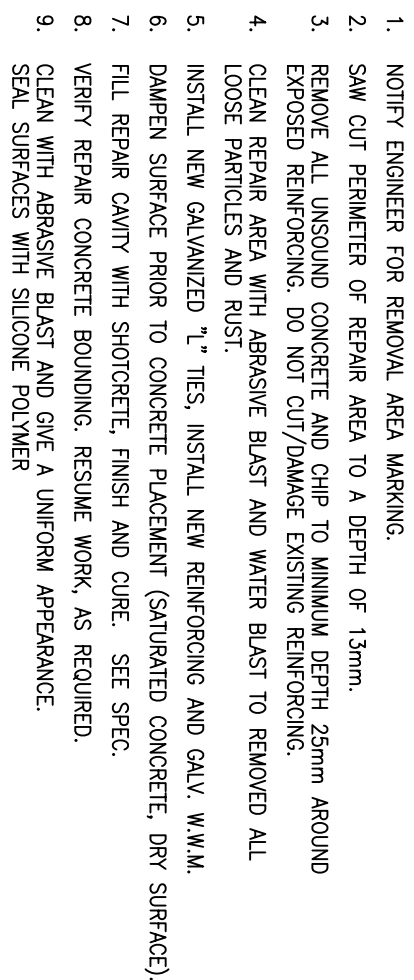 1. NOTIFY ENGINEER FOR REMOVAL AREA MARKING.
2. SAW CUT PERIMETER OF REPAIR AREA TO A DEPTH OF 13mm.
3. REMOVE ALL UNSOUND CONCRETE AND CHIP TO MINIMUM DEPTH 25mm AROUND
EXPOSED REINFORCING. DO NOT CUT/DAMAGE EXISTING REINFORCING.
4. CLEAN REPAIR AREA WITH ABRASIVE BLAST AND WATER BLAST TO REMOVED ALL
LOOSE PARTICLES AND RUST.
5. INSTALL NEW GALVANIZED "L" TIES, INSTALL NEW REINFORCING AND GALV. W.W.M.
6. DAMPEN SURFACE PRIOR TO CONCRETE PLACEMENT (SATURATED CONCRETE, DRY SURFACE).
7. FILL REPAIR CAVITY WITH SHOTCRETE, FINISH AND CURE. SEE SPEC.
8. VERIFY REPAIR CONCRETE BOUNDING. RESUME WORK, AS REQUIRED.
9. CLEAN WITH ABRASIVE BLAST AND GIVE A UNIFORM APPEARANCE.
SEAL SURFACES WITH SILICONE POLYMER